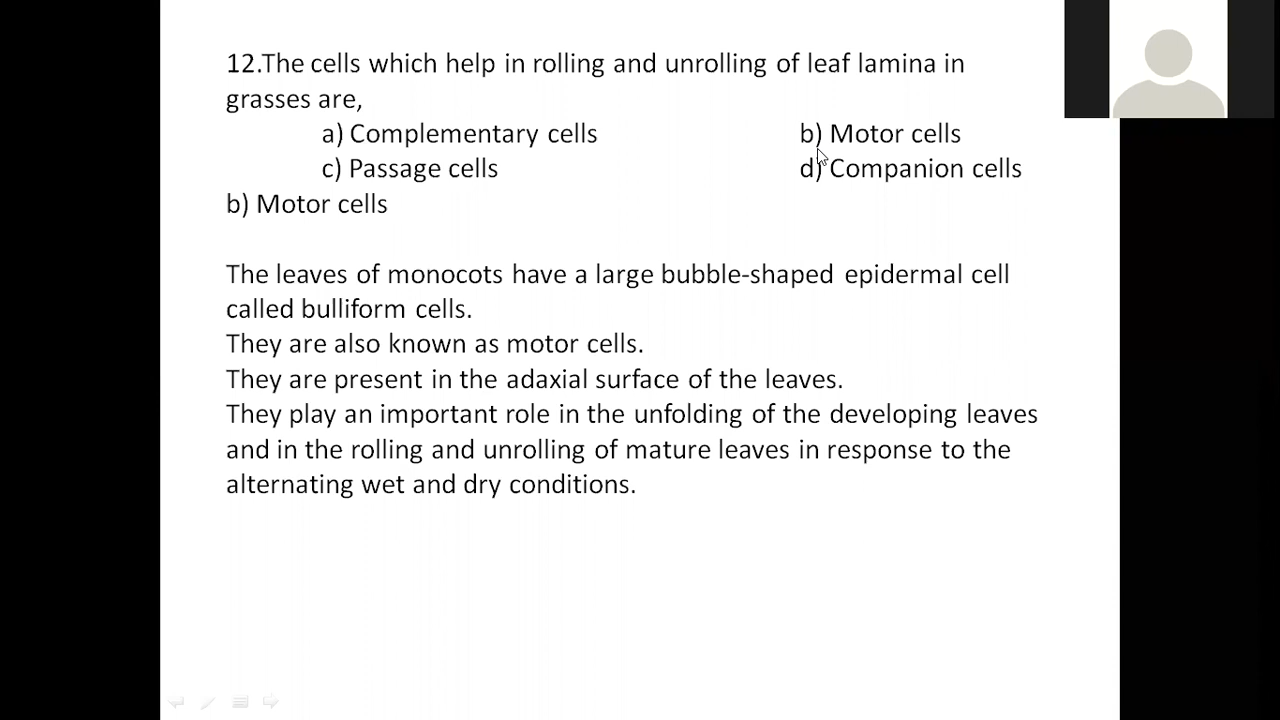 12.The cells which help in rolling and unrolling of leaf lamina in
grasses are,
a) Complementary cells b) Motor cells
c) Passage cells d) Companion cells
b) Motor cells
The leaves of monocots have a large bubble-shaped epidermal cell
called bulliform cells.
They are also known as motor cells.
They are present in the adaxial surface of the leaves.
They play an important role in the unfolding of the developing leaves
and in the rolling and unrolling of mature leaves in response to the
alternating wet and dry conditions.